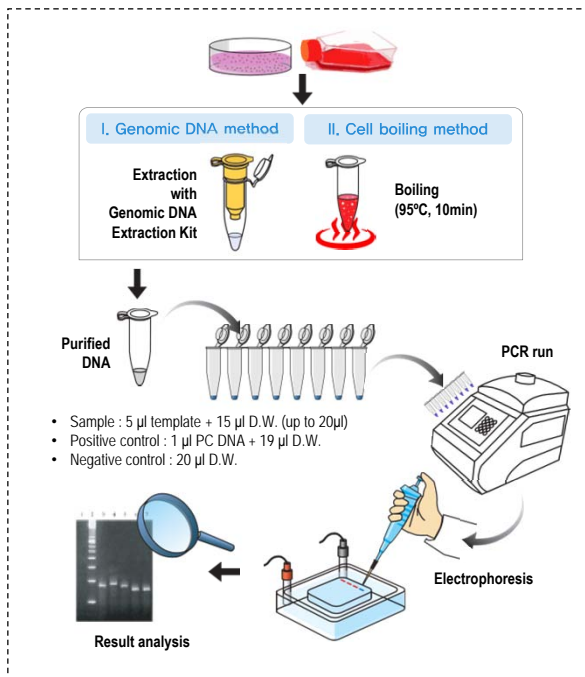 I. Genomic DNA method
II. Cell boiling method
Extraction
with
Genomic DNA
Extraction Kit
Boiling
(95ºC, 10min)
Purified
DNA
PCR run
• Sample : 5 µl template + 15 µl D.W. (up to 20µl)
• Positive control : 1 µl PC DNA + 19 µl D.W.
• Negative control : 20 µl D.W.
Electrophoresis
Result analysis